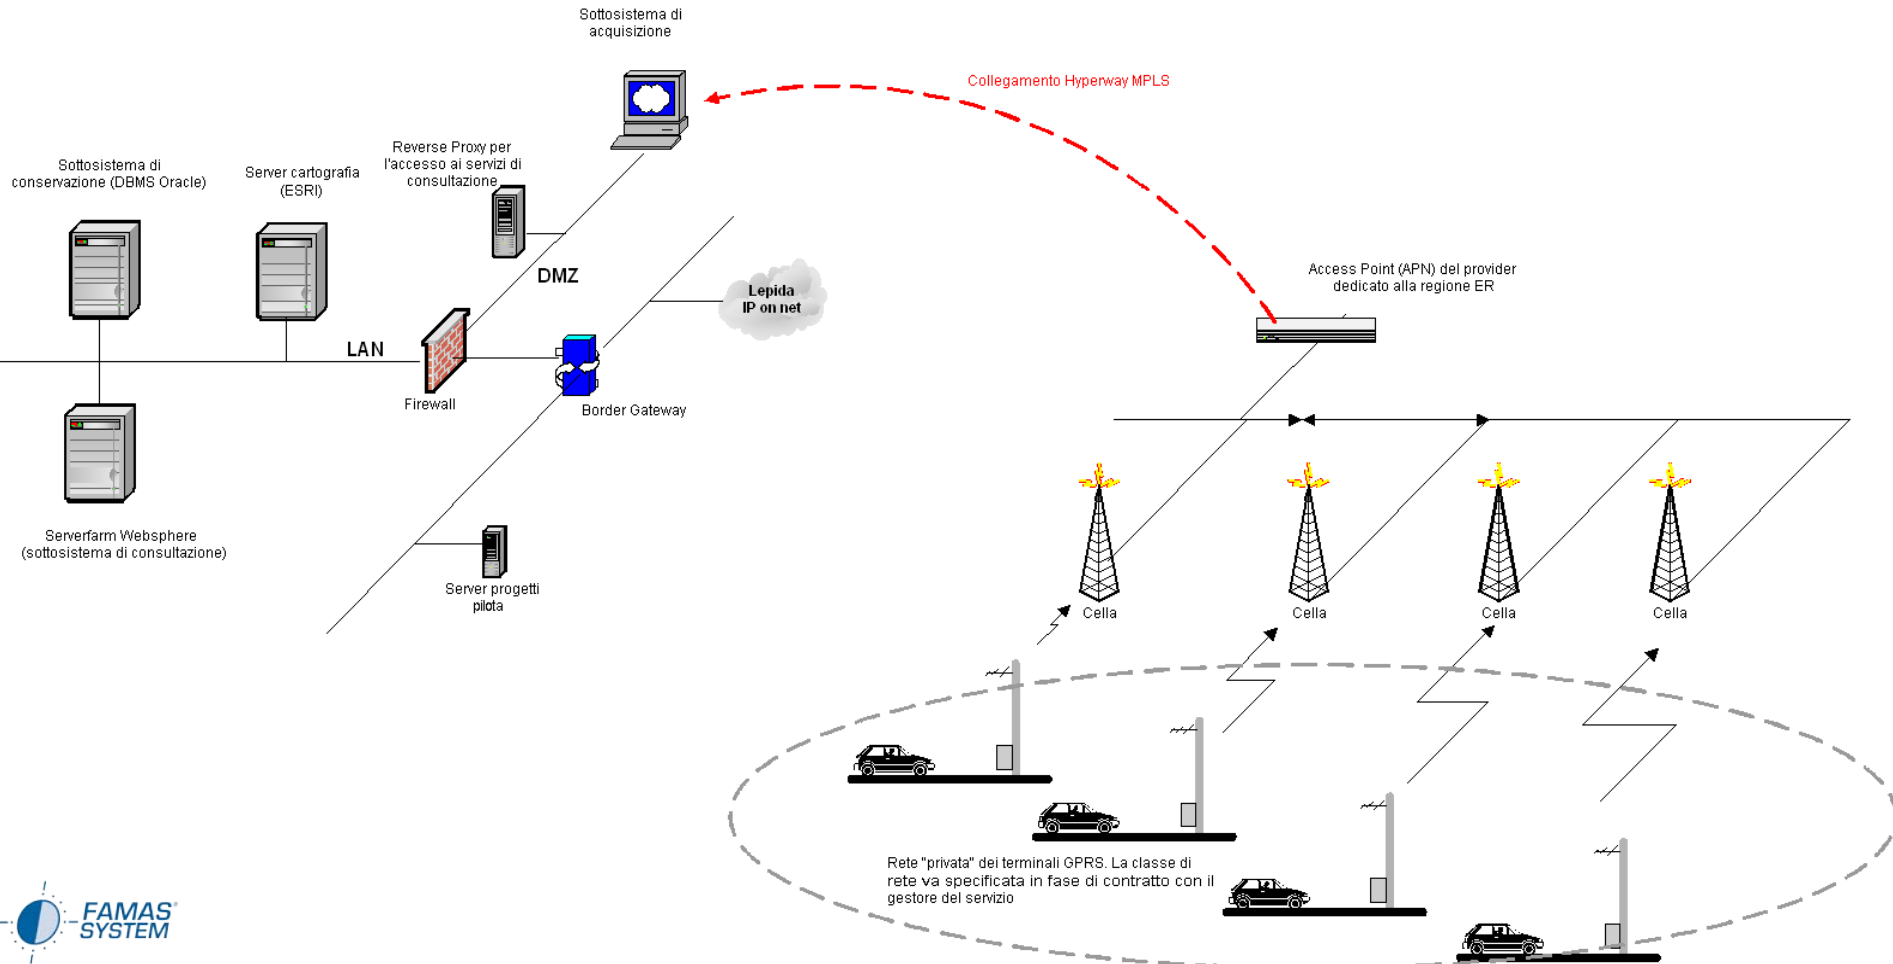 Sottosistema di
acquisizione
Collegamento Hyperway MPLS
Reverse Proxy per
l'accesso ai servizi di
consultazione
Sottosistema di
conservazione (DBMS Oracle)
Server cartografia
(ESRI)
DMZ
Lepida
IP on net
Access Point (APN) del provider
dedicato alla regione ER
LAN
Firewall
Border Gateway
Serverfarm Websphere
(sottosistema di consultazione)
Server progetti
pilota
Cella
Cella
Cella
Cella
Rete "privata" dei terminali GPRS. La classe di
rete va specificata in fase di contratto con il
gestore del servizio
FAMAS
SYSTEM